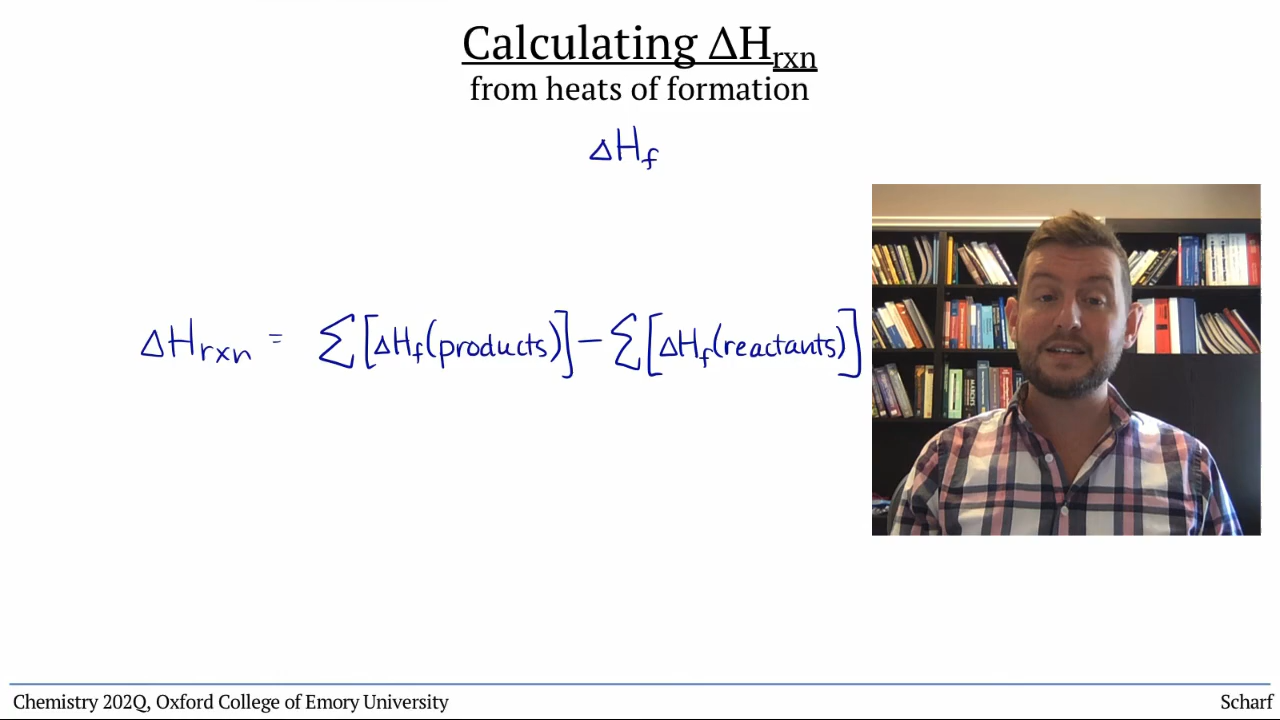 Calculating ΔHrxn
from heats of formation
ΔHf
ΔHrxn = Σ[ΔHf(products)] − Σ[ΔHf(reactants)]
Chemistry 202Q, Oxford College of Emory University
Scharf